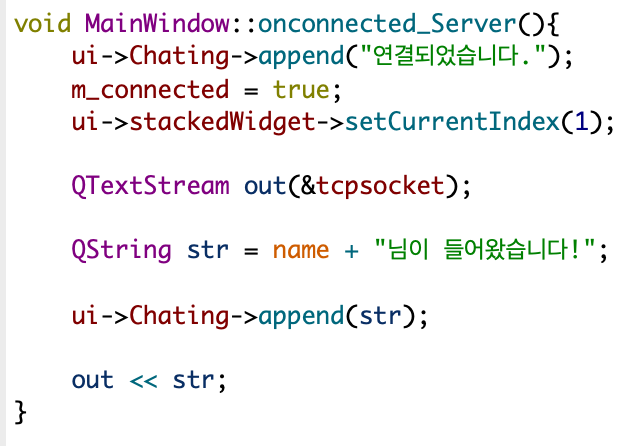 void MainWindow::onconnected_Server(){
    ui->Chating->append("연결되었습니다.");
    m_connected = true;
    ui->stackedWidget->setCurrentIndex(1);
    QTextStream out(&tcpsocket);
    QString str = name + "님이 들어왔습니다!";
    ui->Chating->append(str);
    out << str;
}